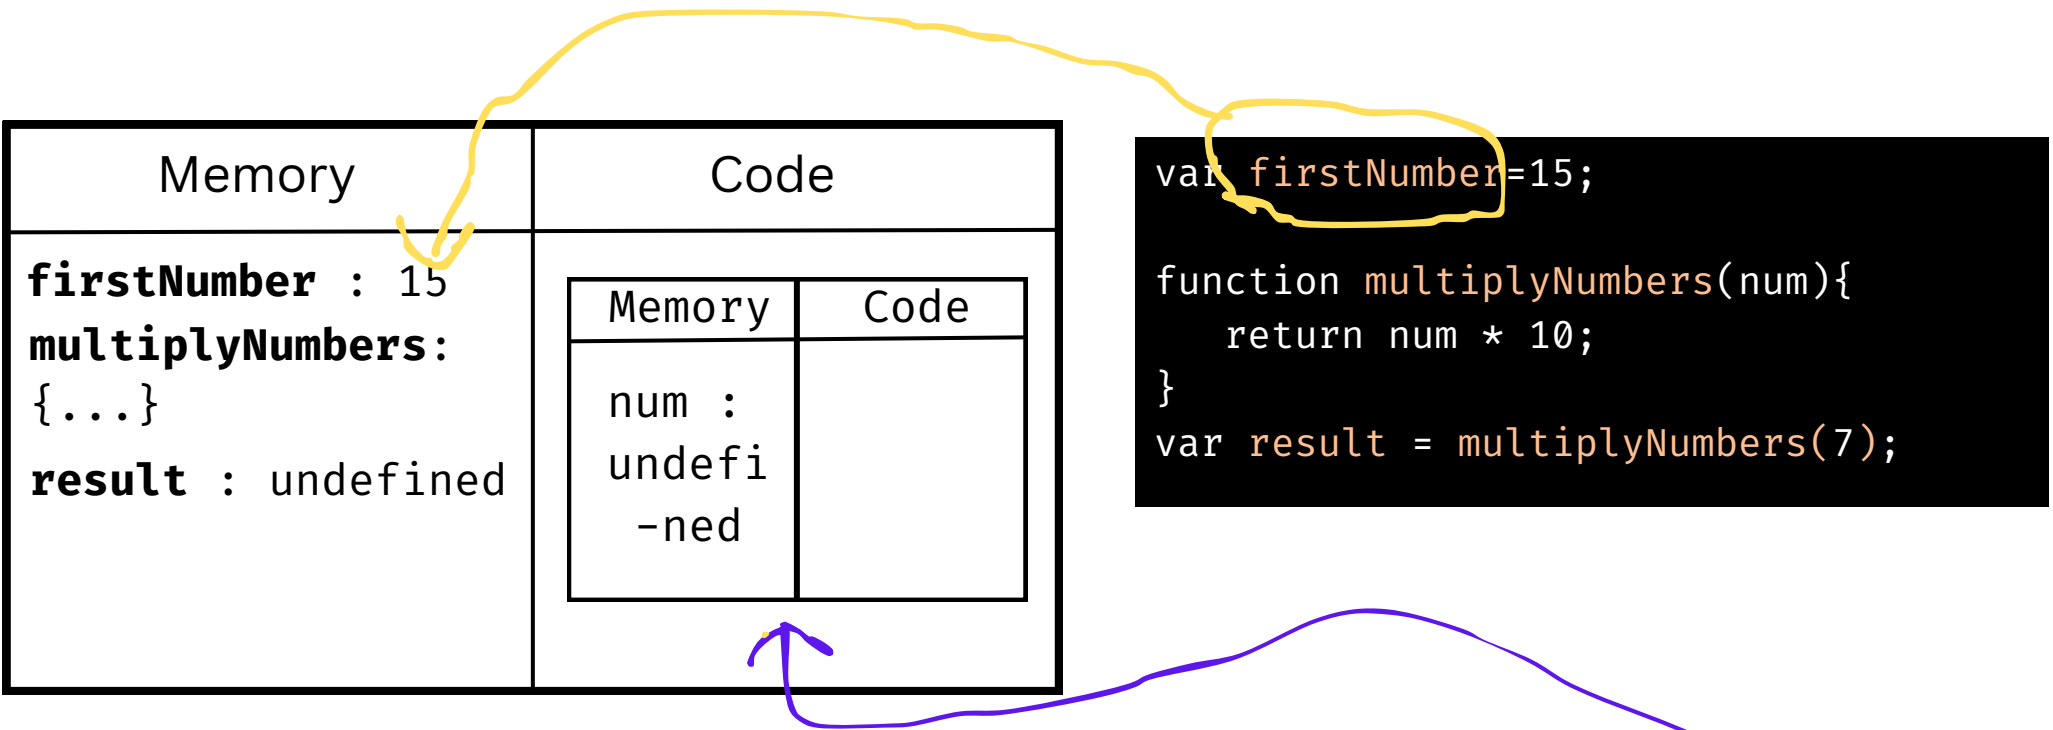 Memory
Code
firstNumber : 15
multiplyNumbers:
{...}
result : undefined
Memory
Code
num :
undefi
-ned
var firstNumber=15;
function multiplyNumbers(num){
return num * 10;
}
var result = multiplyNumbers(7);